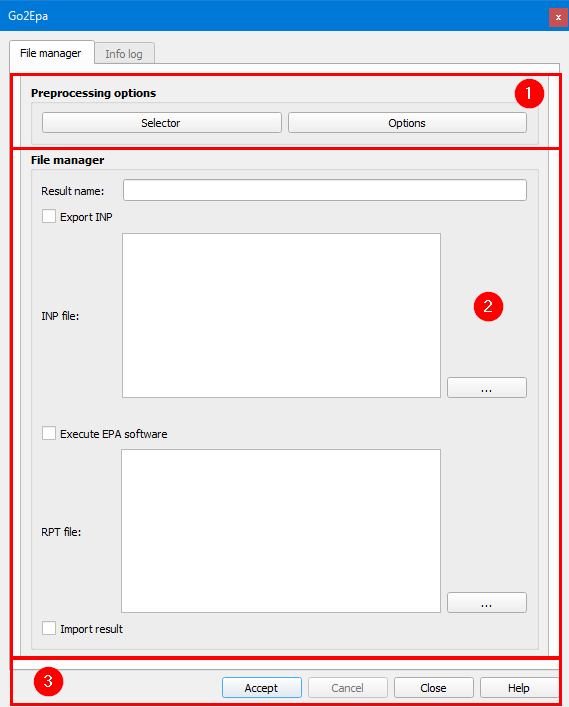 Go2Epa
x
File manager
Info log
Preprocessing options
1
Selector
Options
File manager
Result name:
Export INP
2
INP file:
...
Execute EPA software
RPT file:
...
Import result
3
Accept
Cancel
Close
Help